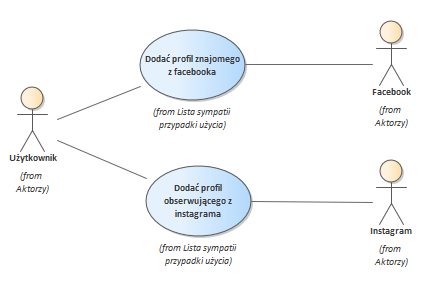 Dodać profil znajomego
z facebooka
(from Lista sympatii
przypadki użycia)
Facebook
(from
Aktorzy)
Użytkownik
(from
Aktorzy)
Dodać profil
obserwującego z
instagrama
(from Lista sympatii
przypadki użycia)
Instagram
(from
Aktorzy)